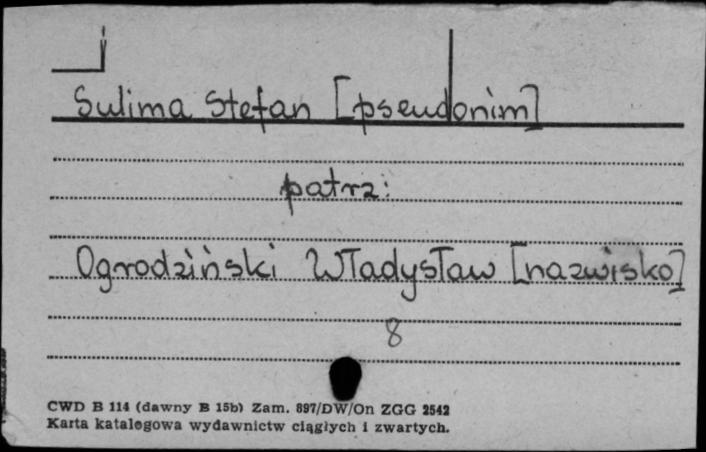 Sulima Stefan [pseudonim]
patrz:
Ogrodziński Władysław [nazwisko]
8
CWD B 114 (dawny B 15b) Zam. 897/DW/On ZGG 2542
Karta katalogowa wydawnictw ciągłych i zwartych.